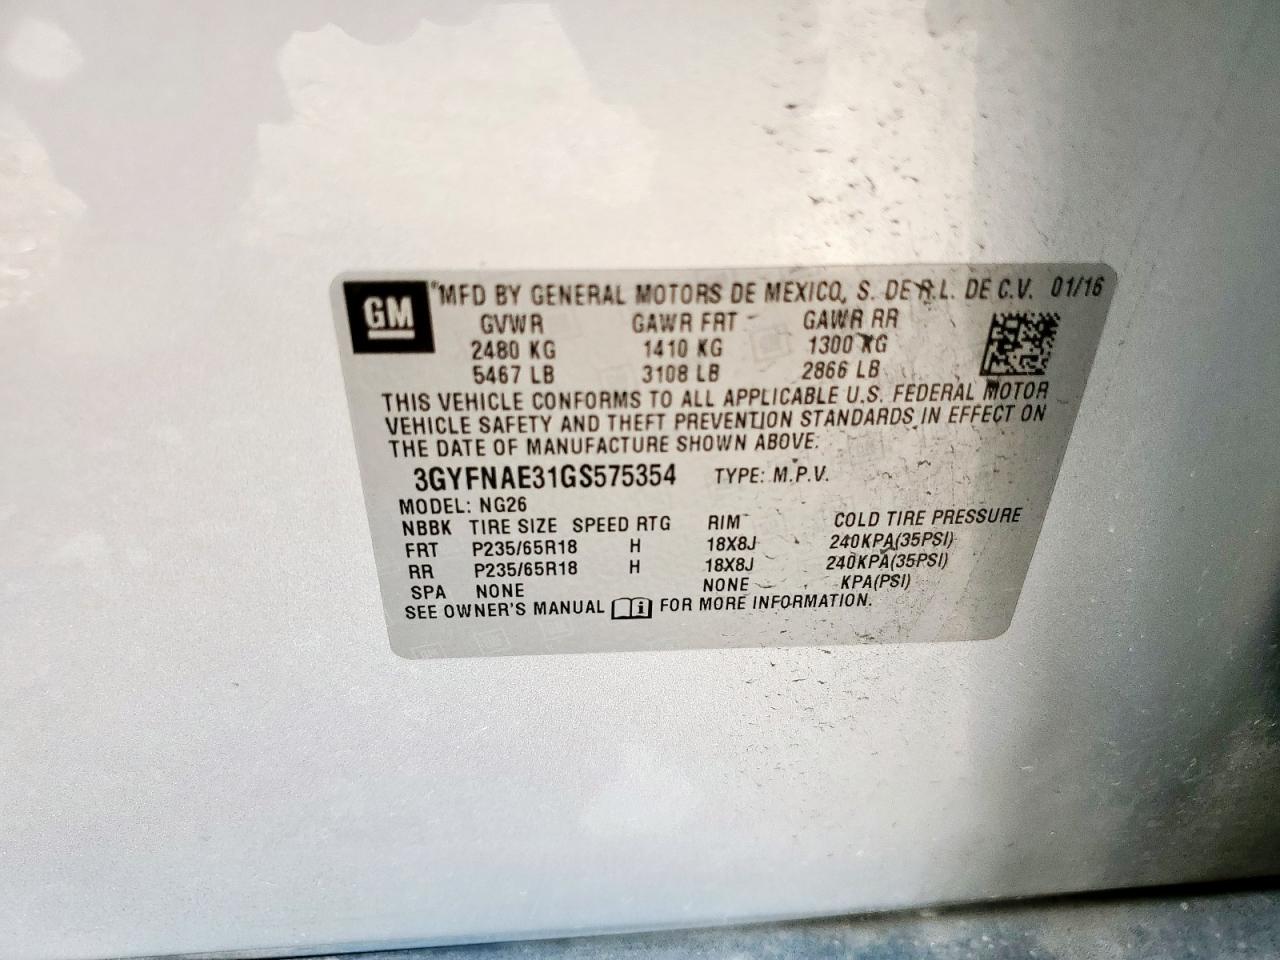 GM ®MFD BY GENERAL MOTORS DE MEXICO, S. DE R.L. DE C.V. 01/16
GVWR GAWR FRT GAWR RR
2480 KG 1410 KG 1300 KG
5467 LB 3108 LB 2866 LB
THIS VEHICLE CONFORMS TO ALL APPLICABLE U.S. FEDERAL MOTOR
VEHICLE SAFETY AND THEFT PREVENTION STANDARDS IN EFFECT ON
THE DATE OF MANUFACTURE SHOWN ABOVE.
3GYFNAE31GS575354 TYPE: M.P.V.
MODEL: NG26
NBBK TIRE SIZE SPEED RTG RIM COLD TIRE PRESSURE
FRT P235/65R18 H 18X8J 240KPA(35PSI)
RR P235/65R18 H 18X8J 240KPA(35PSI)
SPA NONE NONE KPA(PSI)
SEE OWNER'S MANUAL i FOR MORE INFORMATION.